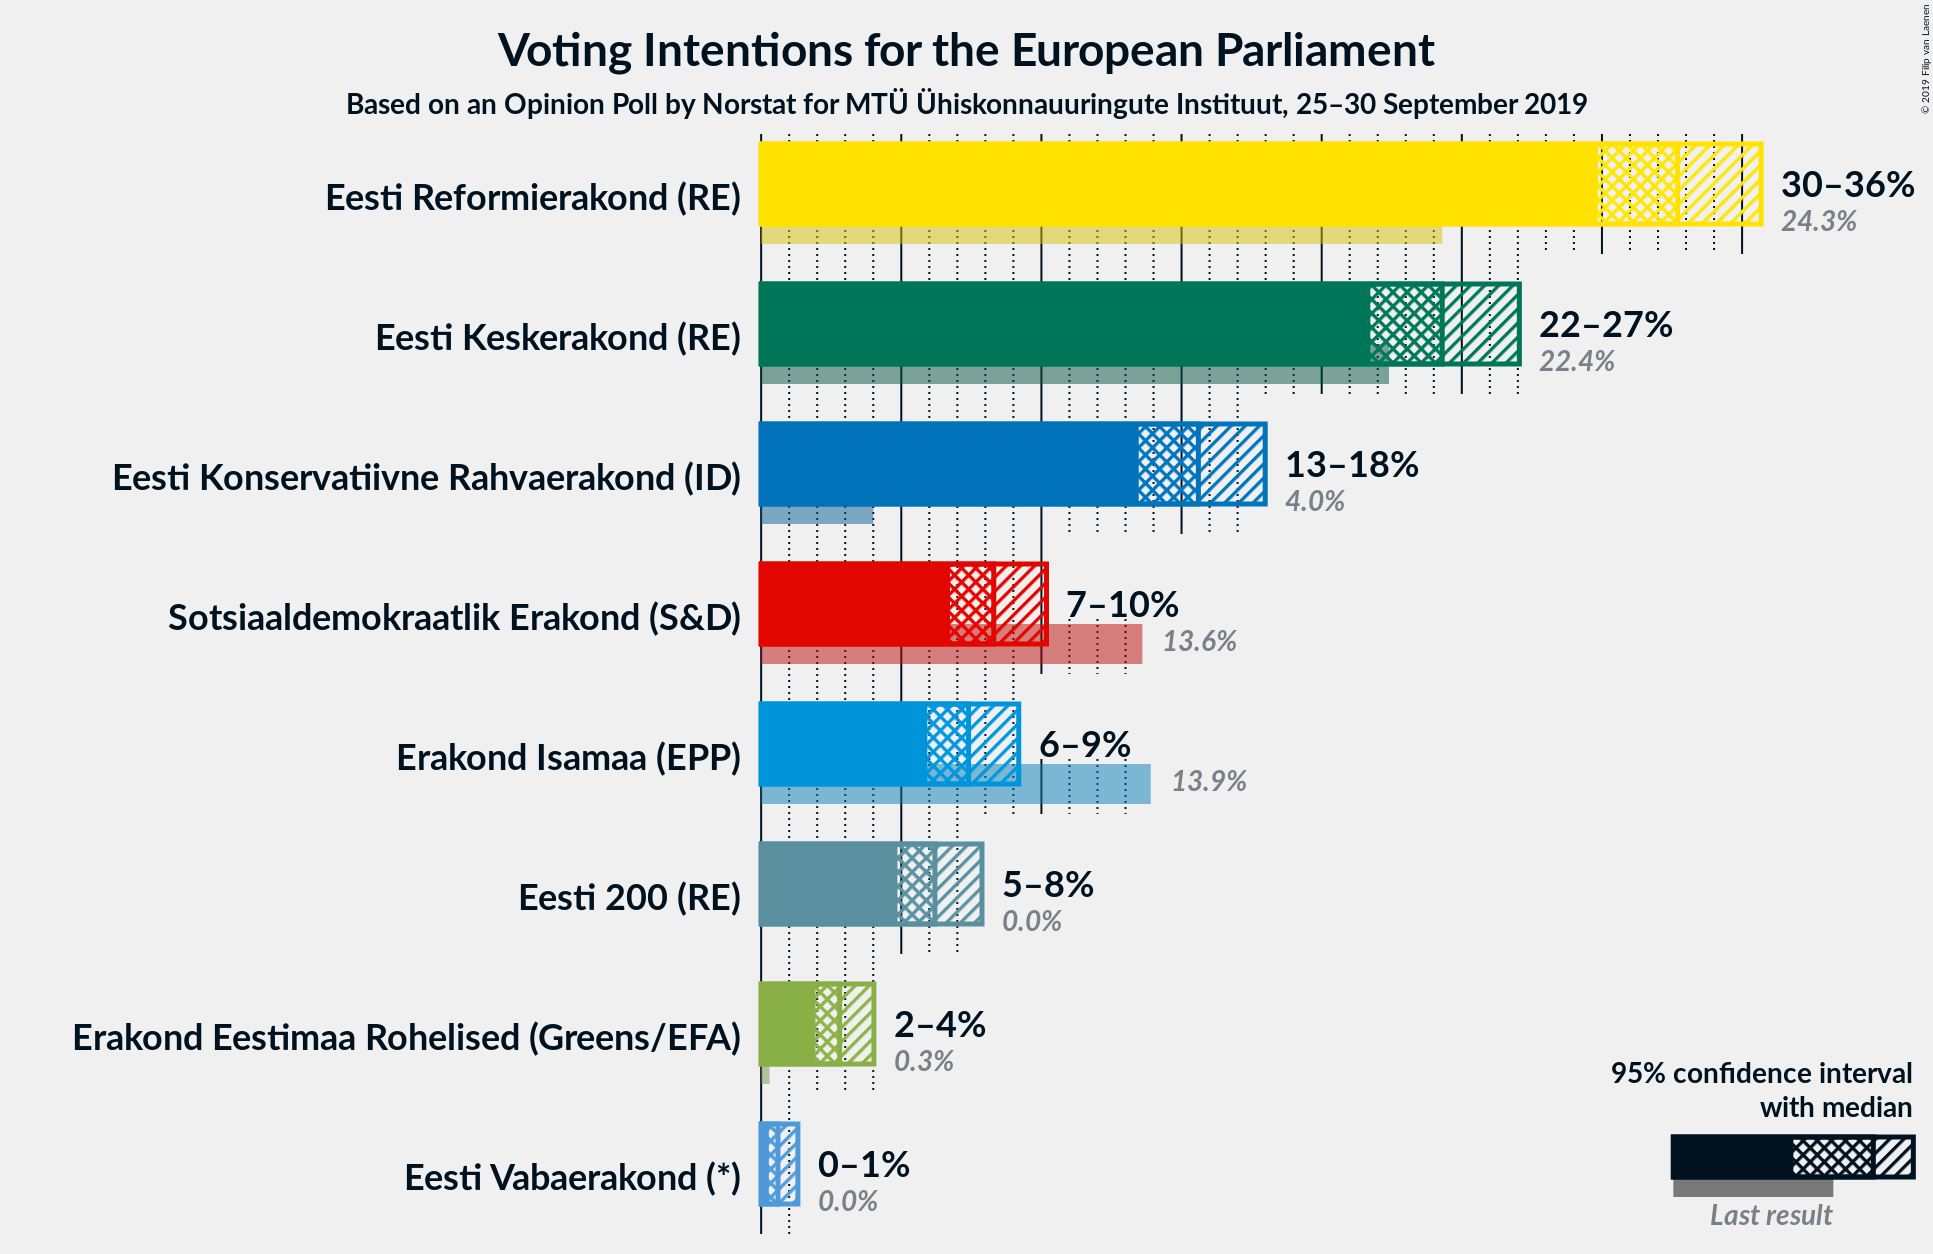 Voting Intentions for the European Parliament
Based on an Opinion Poll by Norstat for MTÜ Ühiskonnauuringute Instituut, 25–30 September 2019
© 2019 Filip van Laenen
Eesti Reformierakond (RE)
30–36%
24.3%
Eesti Keskerakond (RE)
22–27%
22.4%
Eesti Konservatiivne Rahvaerakond (ID)
13–18%
4.0%
Sotsiaaldemokraatlik Erakond (S&D)
7–10%
13.6%
Erakond Isamaa (EPP)
6–9%
13.9%
Eesti 200 (RE)
5–8%
0.0%
Erakond Eestimaa Rohelised (Greens/EFA)
2–4%
0.3%
Eesti Vabaerakond (*)
0–1%
0.0%
95% confidence interval
with median
Last result